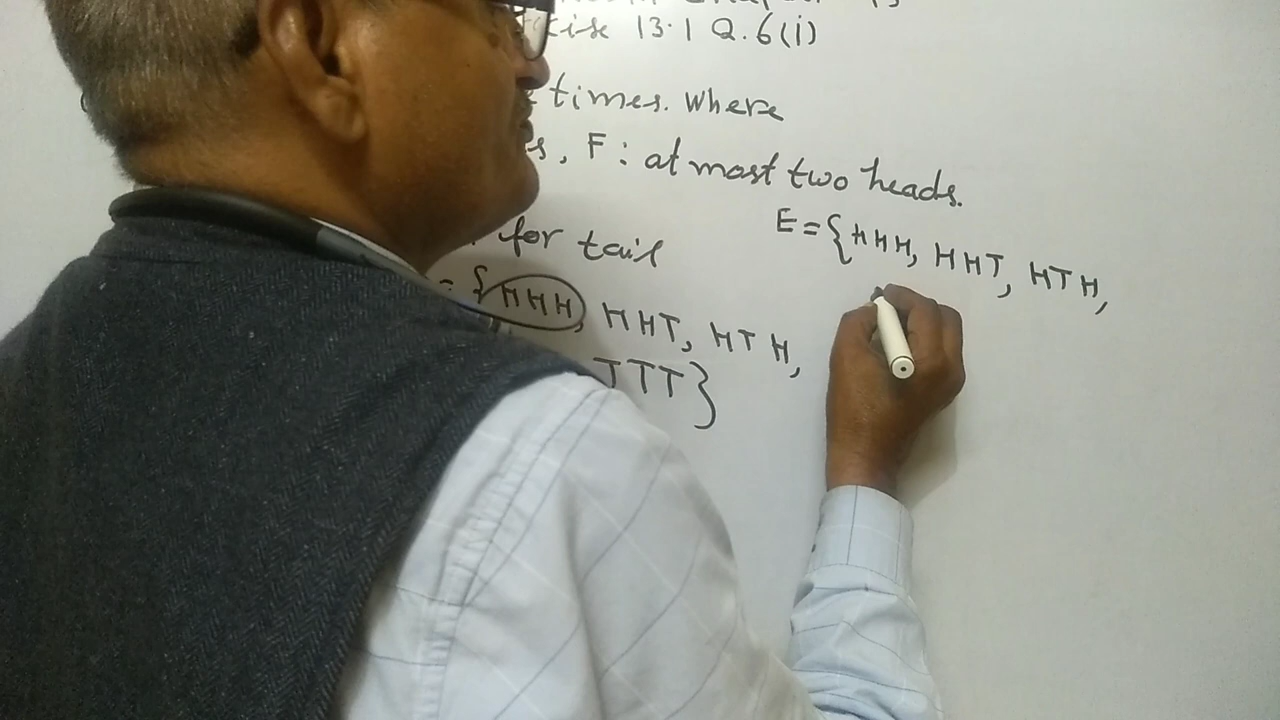 13.1 Q.6(i)
times. Where
s, F: at most two heads.
for tail
E={HHH, HHT, HTH,
= {HHH, HHT, HTH,
TTT}